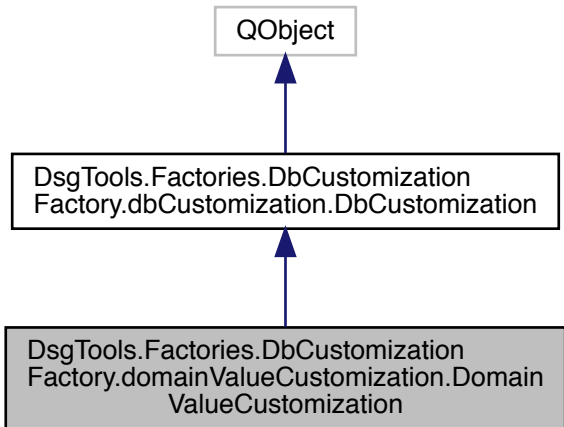 QObject
DsgTools.Factories.DbCustomization
Factory.dbCustomization.DbCustomization
DsgTools.Factories.DbCustomization
Factory.domainValueCustomization.Domain
ValueCustomization